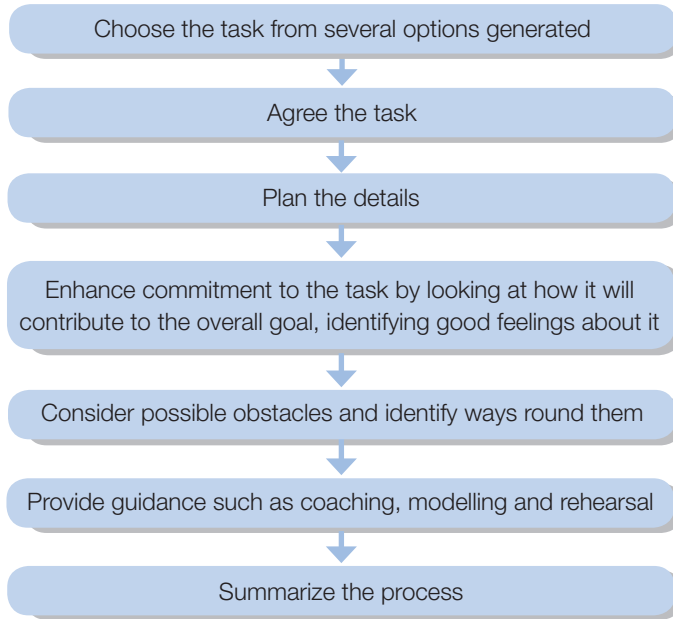 Choose the task from several options generated
Agree the task
Plan the details
Enhance commitment to the task by looking at how it will
contribute to the overall goal, identifying good feelings about it
Consider possible obstacles and identify ways round them
Provide guidance such as coaching, modelling and rehearsal
Summarize the process